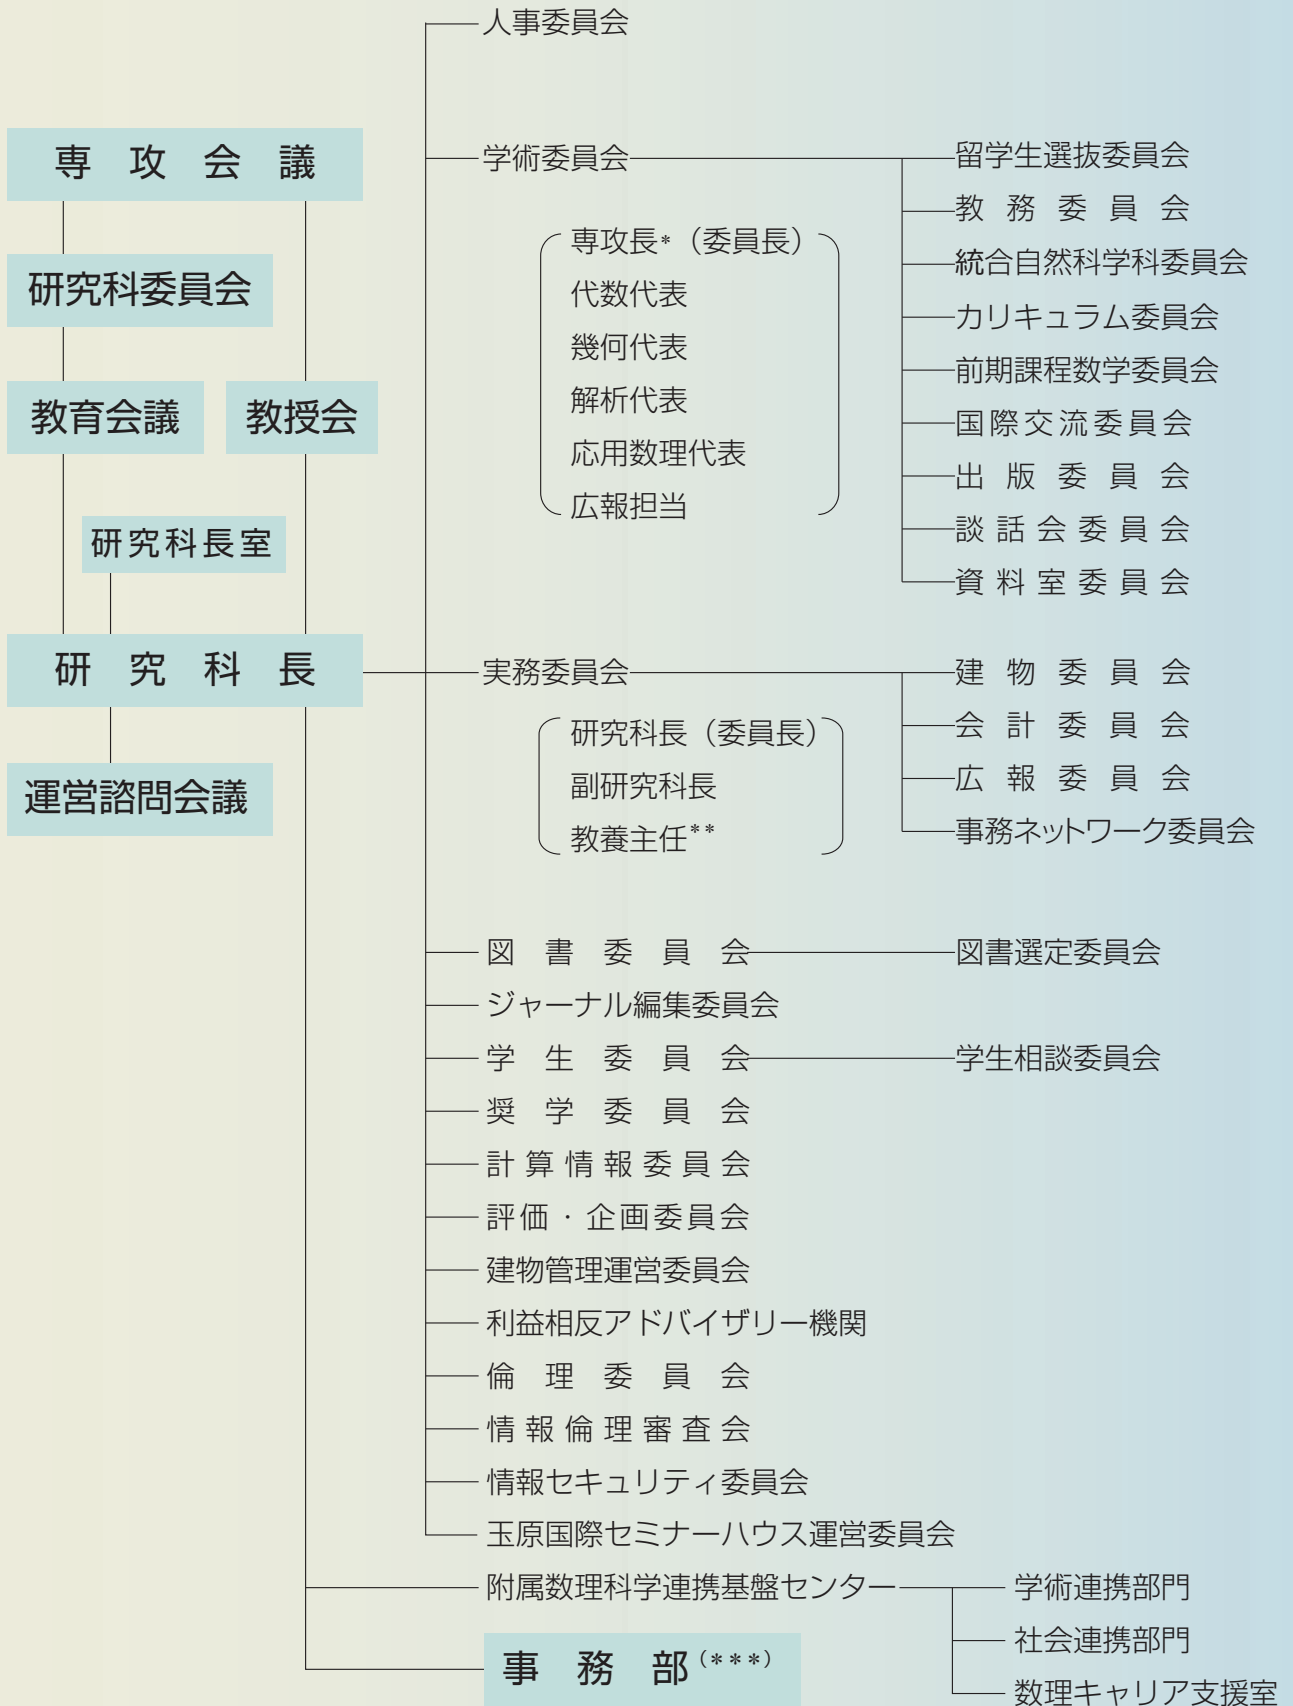 専攻会議
研究科委員会
教育会議
教授会
研究科長室
研究科長
運営諮問会議
人事委員会
学術委員会
専攻長*（委員長）
代数代表
幾何代表
解析代表
応用数理代表
広報担当
留学生選抜委員会
教務委員会
統合自然科学科委員会
カリキュラム委員会
前期課程数学委員会
国際交流委員会
出版委員会
談話会委員会
資料室委員会
実務委員会
研究科長（委員長）
副研究科長
教養主任**
建物委員会
会計委員会
広報委員会
事務ネットワーク委員会
図書委員会
図書選定委員会
ジャーナル編集委員会
学生委員会
学生相談委員会
奨学委員会
計算情報委員会
評価・企画委員会
建物管理運営委員会
利益相反アドバイザリー機関
倫理委員会
情報倫理審査会
情報セキュリティ委員会
玉原国際セミナーハウス運営委員会
附属数理科学連携基盤センター
学術連携部門
社会連携部門
数理キャリア支援室
事務部(***)